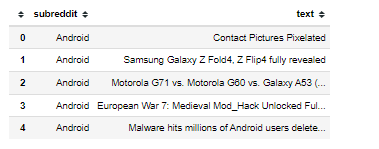 subreddit text
0 Android Contact Pictures Pixelated
1 Android Samsung Galaxy Z Fold4, Z Flip4 fully revealed
2 Android Motorola G71 vs. Motorola G60 vs. Galaxy A53 (...
3 Android European War 7: Medieval Mod_Hack Unlocked Ful...
4 Android Malware hits millions of Android users delete...